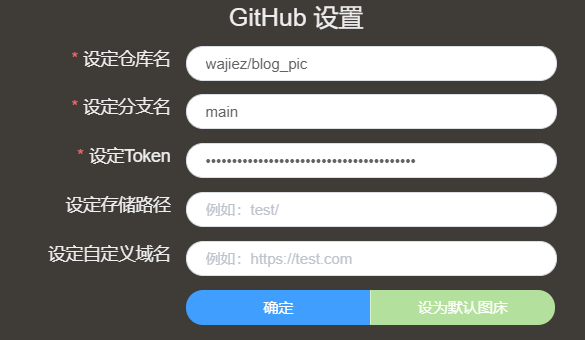 GitHub 设置
* 设定仓库名 wajiez/blog_pic
* 设定分支名 main
* 设定Token ••••••••••••••••••••••••••••••••••••••••
设定存储路径 例如：test/
设定自定义域名 例如：https://test.com
确定 设为默认图床